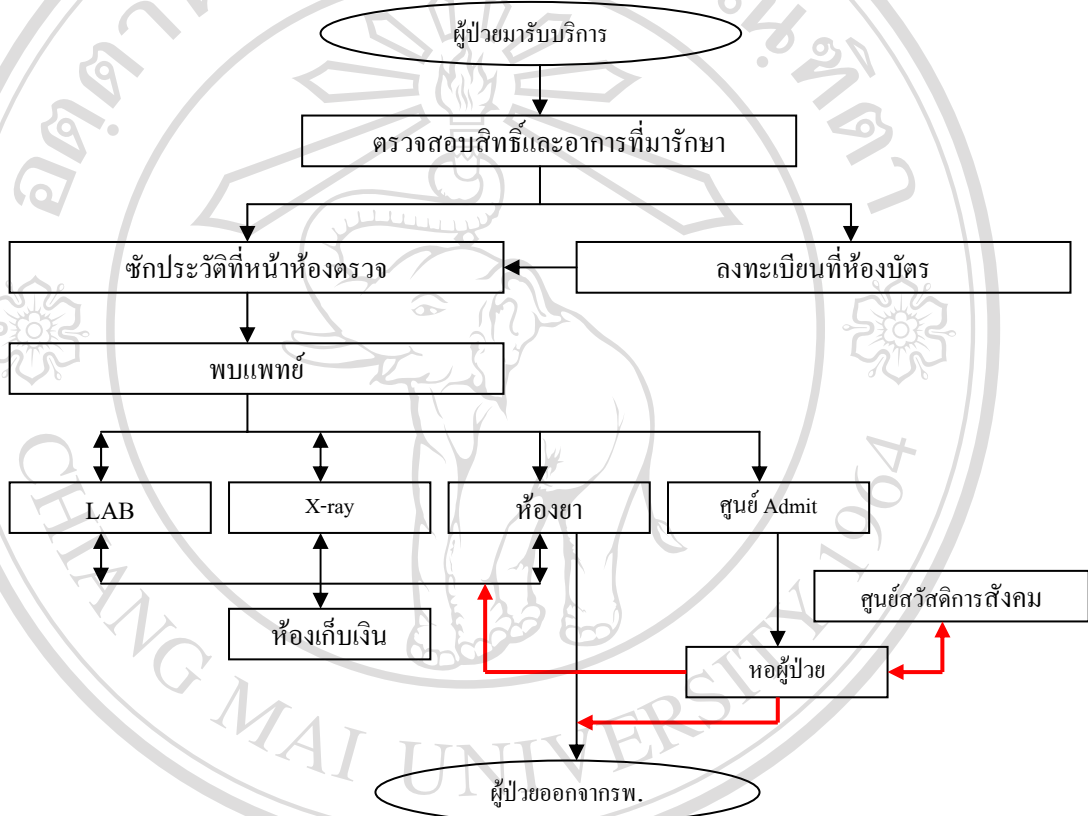 ผู้ป่วยมารับบริการ
ตรวจสอบสิทธิ์และอาการที่มารักษา
ซักประวัติที่หน้าห้องตรวจ
ลงทะเบียนที่ห้องบัตร
พบแพทย์
LAB
X-ray
ห้องยา
ศูนย์ Admit
ศูนย์สวัสดิการสังคม
ห้องเก็บเงิน
หอผู้ป่วย
ผู้ป่วยออกจากรพ.
CHIANG MAI UNIVERSITY 1964